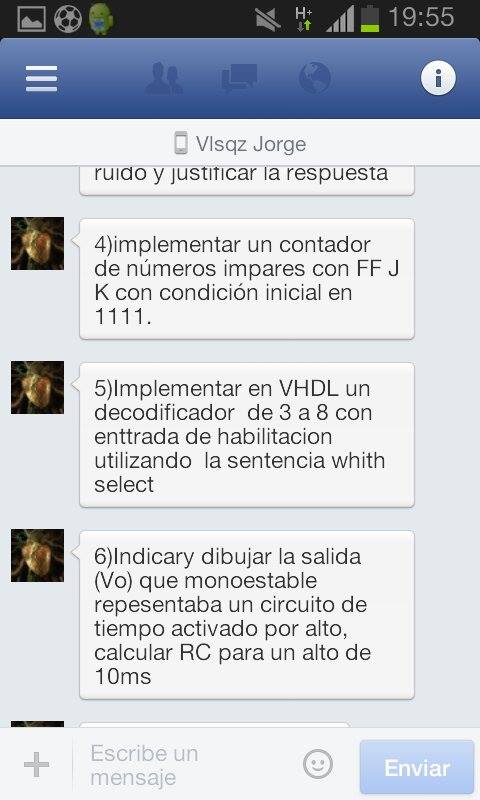 H+
19:55
i
Vlsqz Jorge
ruido y justificar la respuesta
4)implementar un contador
de números impares con FF J
K con condición inicial en
1111.
5)Implementar en VHDL un
decodificador de 3 a 8 con
enttrada de habilitacion
utilizando la sentencia whith
select
6)Indicary dibujar la salida
(Vo) que monoestable
repesentaba un circuito de
tiempo activado por alto,
calcular RC para un alto de
10ms
Escribe un
mensaje
Enviar